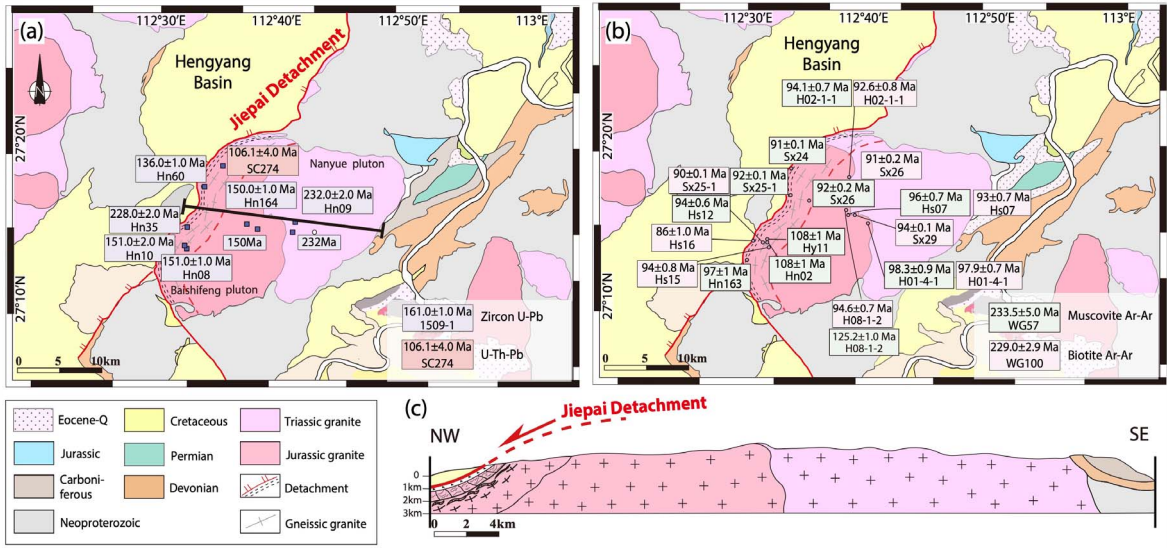 112°30'E
112°40'E
112°50'E
113°E
(a)
Hengyang
Basin
Jiepai Detachment
27°20'N
27°10'N
136.0±1.0 Ma
Hn60
106.1±4.0 Ma
SC274
Nanyue pluton
150.0±1.0 Ma
Hn164
232.0±2.0 Ma
Hn09
228.0±2.0 Ma
Hn35
151.0±2.0 Ma
Hn10
150Ma
232Ma
151.0±1.0 Ma
Hn08
Baishifeng pluton
161.0±1.0 Ma
1509-1
Zircon U-Pb
106.1±4.0 Ma
SC274
U-Th-Pb
0 5 10km
112°30'E
112°40'E
112°50'E
113°E
(b)
Hengyang
Basin
27°20'N
27°10'N
94.1±0.7 Ma
H02-1-1
92.6±0.8 Ma
H02-1-1
91±0.1 Ma
Sx24
91±0.2 Ma
Sx26
90±0.1 Ma
Sx25-1
92±0.1 Ma
Sx25-1
92±0.2 Ma
Sx26
94±0.6 Ma
Hs12
96±0.7 Ma
Hs07
93±0.7 Ma
Hs07
86±1.0 Ma
Hs16
108±1 Ma
Hy11
94±0.1 Ma
Sx29
94±0.8 Ma
Hs15
97±1 Ma
Hn163
108±1 Ma
Hn02
98.3±0.9 Ma
H01-4-1
97.9±0.7 Ma
H01-4-1
94.6±0.7 Ma
H08-1-2
125.2±1.0 Ma
H08-1-2
233.5±5.0 Ma
WG57
Muscovite Ar-Ar
229.0±2.9 Ma
WG100
Biotite Ar-Ar
0 5 10km
Eocene-Q
Cretaceous
Triassic granite
Jurassic
Permian
Jurassic granite
Carboni-
ferous
Devonian
Detachment
Neoproterozoic
Gneissic granite
(c)
Jiepai Detachment
NW
SE
0
1km
2km
3km
0 2 4km